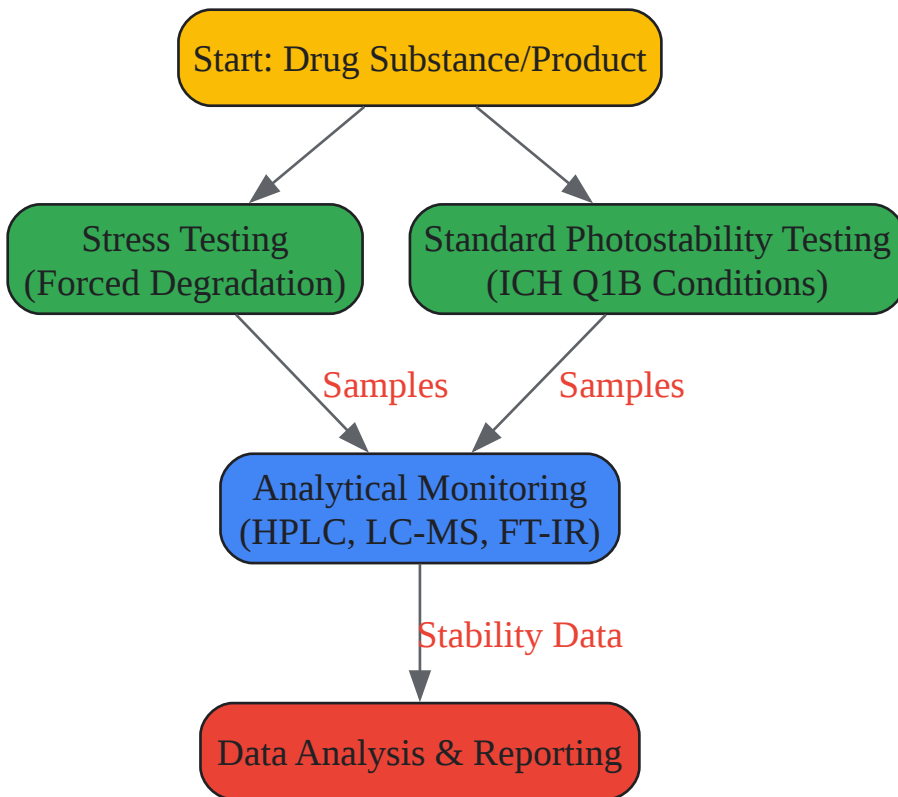 Start: Drug Substance/Product
Stress Testing
(Forced Degradation)
Standard Photostability Testing
(ICH Q1B Conditions)
Samples
Samples
Analytical Monitoring
(HPLC, LC-MS, FT-IR)
Stability Data
Data Analysis & Reporting